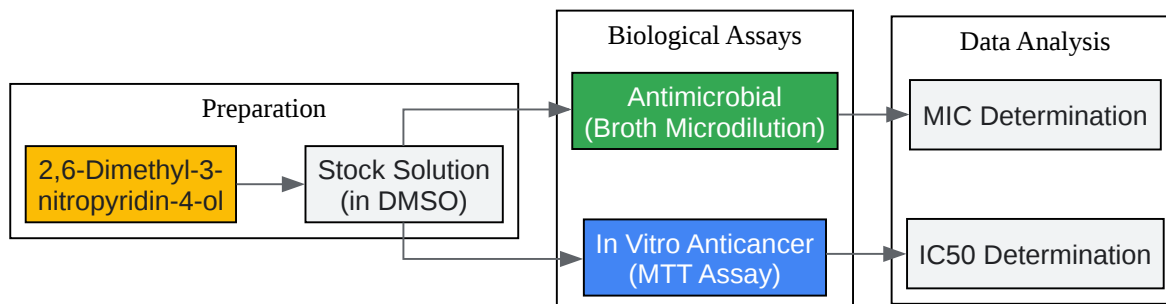 Preparation
2,6-Dimethyl-3-
nitropyridin-4-ol
Stock Solution
(in DMSO)
Biological Assays
Antimicrobial
(Broth Microdilution)
In Vitro Anticancer
(MTT Assay)
Data Analysis
MIC Determination
IC50 Determination